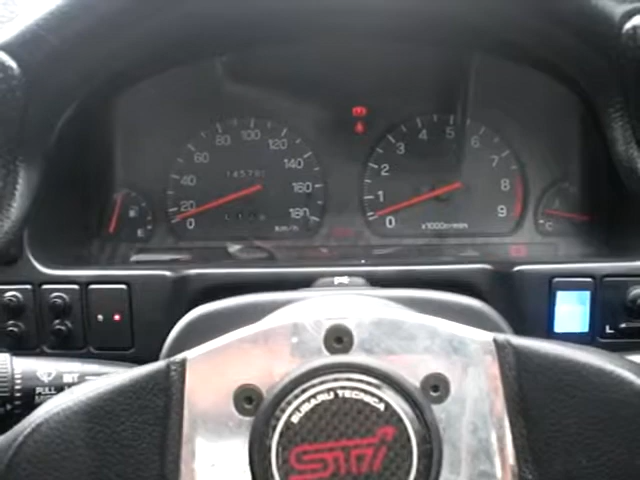 0 20 40 60 80 100 120 140 160 180
km/h
0 1 2 3 4 5 6 7 8 9
x1000r/min
F
E
C
PULL
L
SUBARU TECNICA
STi